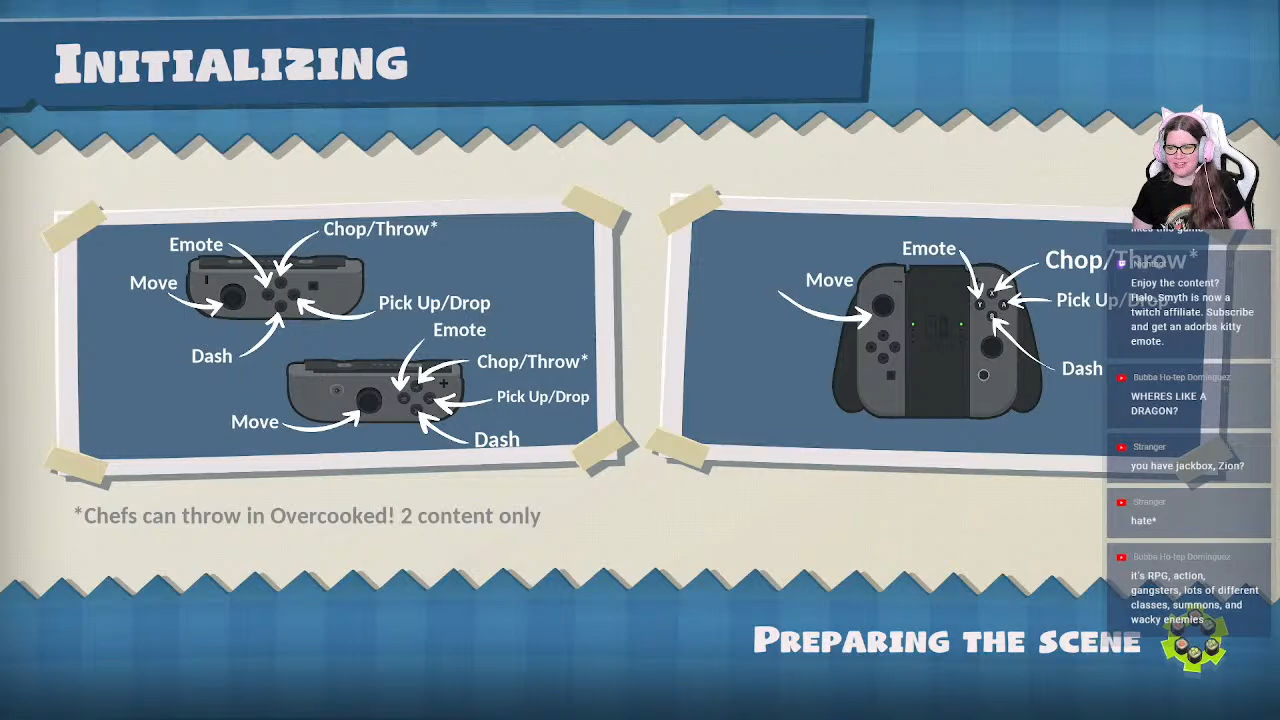 INITIALIZING
Chop/Throw*
Emote
Move
Pick Up/Drop
Dash
Emote
Chop/Throw*
Pick Up/Drop
Move
Dash
Emote
Chop/Throw*
Move
Pick Up/Drop
Dash
*Chefs can throw in Overcooked! 2 content only
PREPARING THE SCENE
likes this game
Enjoy the content?
Halo_Smyth is now a
twitch affiliate. Subscribe
and get an adorbs kitty
emote.
Bubba Ho-tep Dominguez
WHERES LIKE A
DRAGON?
Stranger
you have jackbox, Zion?
Stranger
hate*
Bubba Ho-tep Dominguez
it's RPG, action,
gangsters, lots of different
classes, summons, and
wacky enemies